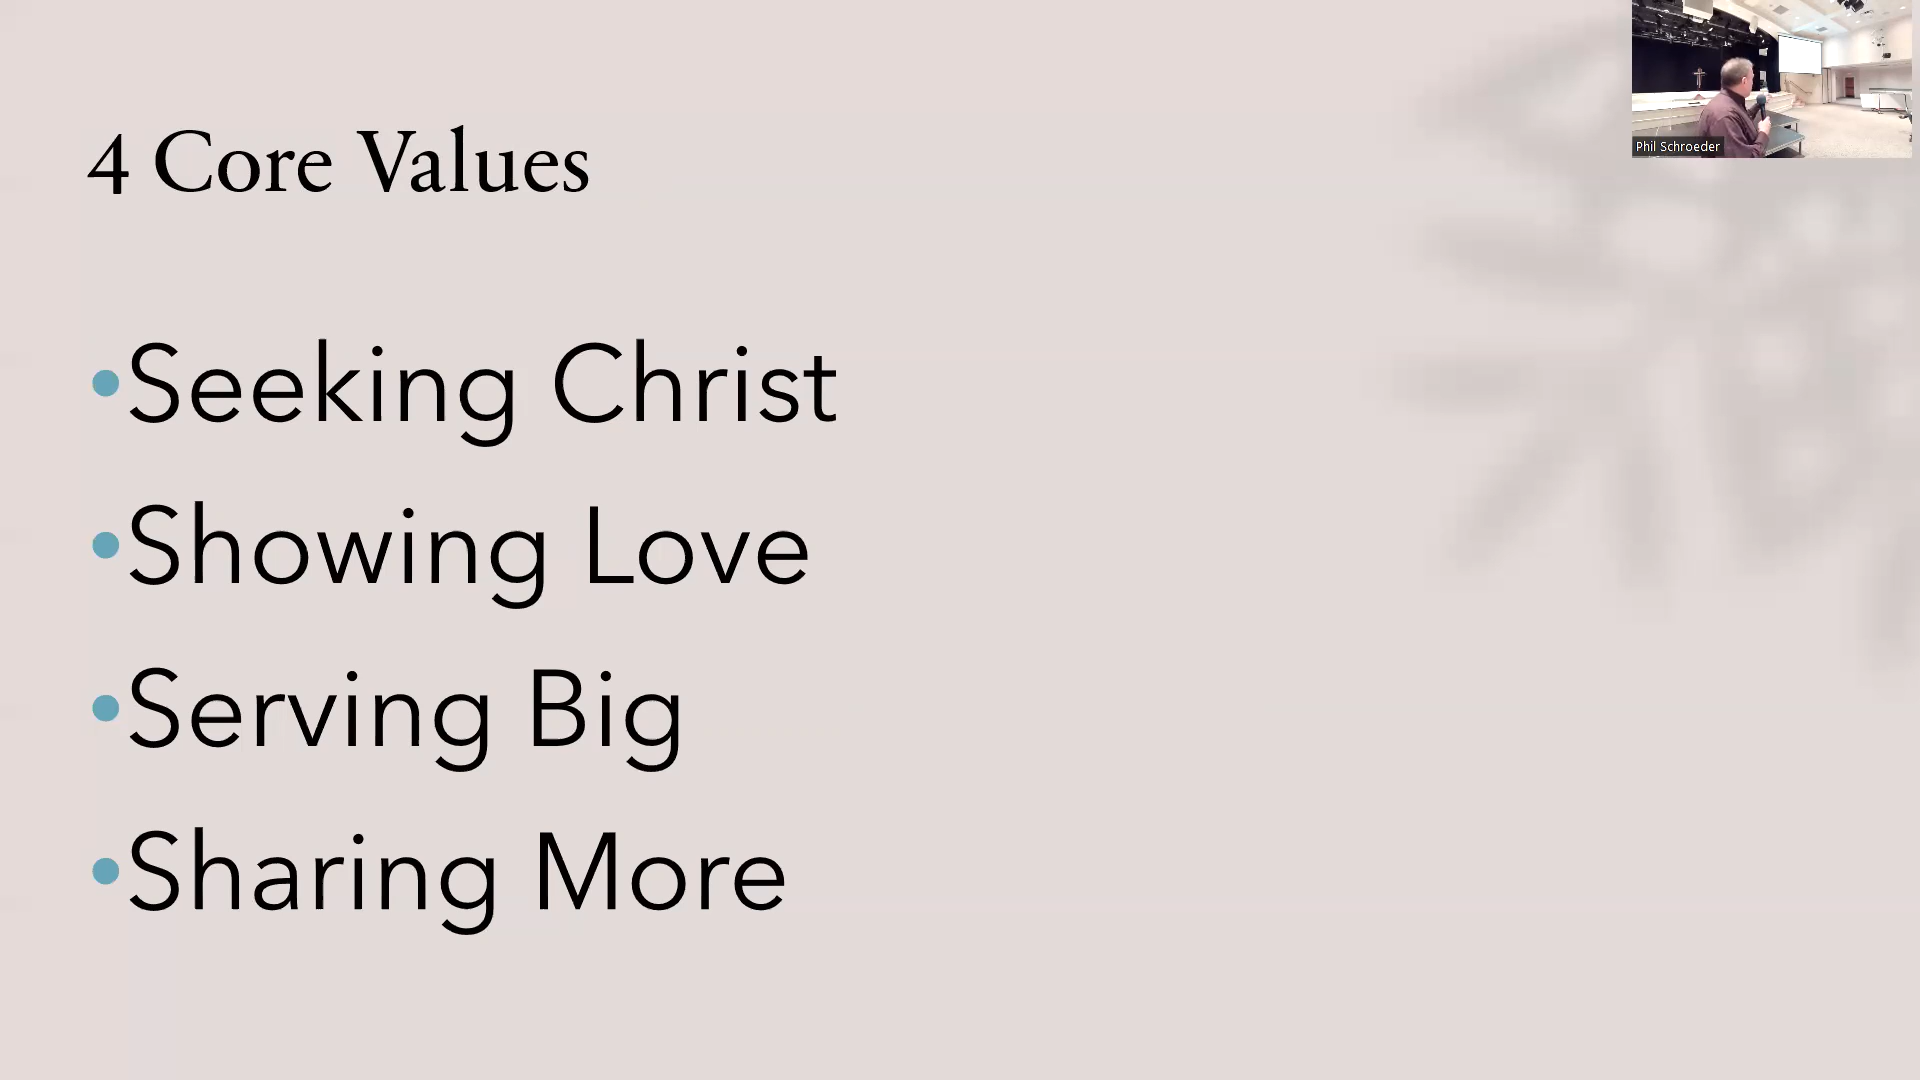 4 Core Values
•Seeking Christ
•Showing Love
•Serving Big
•Sharing More
Phil Schroeder